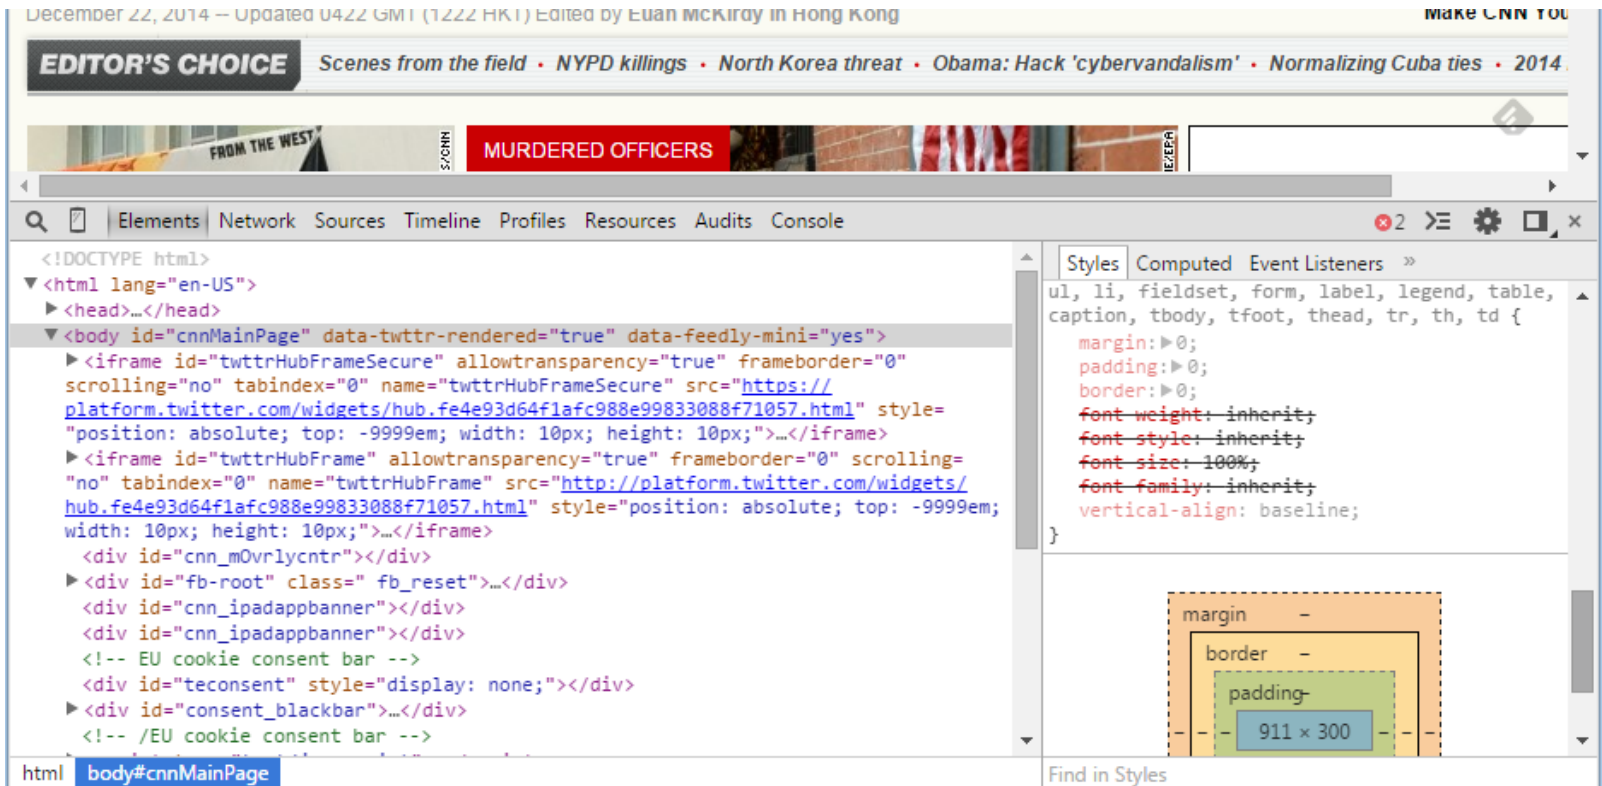 December 22, 2014 -- Updated 0422 GMT (1222 HKT) Edited by Euan McKirdy in Hong Kong
Make CNN You
EDITOR'S CHOICE Scenes from the field • NYPD killings • North Korea threat • Obama: Hack 'cybervandalism' • Normalizing Cuba ties • 2014
FROM THE WEST
S/CNN
MURDERED OFFICERS
IE/EPA
Elements Network Sources Timeline Profiles Resources Audits Console
2
<!DOCTYPE html>
<html lang="en-US">
<head>…</head>
<body id="cnnMainPage" data-twttr-rendered="true" data-feedly-mini="yes">
<iframe id="twttrHubFrameSecure" allowtransparency="true" frameborder="0"
scrolling="no" tabindex="0" name="twttrHubFrameSecure" src="https://
platform.twitter.com/widgets/hub.fe4e93d64f1afc988e99833088f71057.html" style=
"position: absolute; top: -9999em; width: 10px; height: 10px;">…</iframe>
<iframe id="twttrHubFrame" allowtransparency="true" frameborder="0" scrolling=
"no" tabindex="0" name="twttrHubFrame" src="http://platform.twitter.com/widgets/
hub.fe4e93d64f1afc988e99833088f71057.html" style="position: absolute; top: -9999em;
width: 10px; height: 10px;">…</iframe>
<div id="cnn_mOvrlycntr"></div>
<div id="fb-root" class=" fb_reset">…</div>
<div id="cnn_ipadappbanner"></div>
<div id="cnn_ipadappbanner"></div>
<!-- EU cookie consent bar -->
<div id="teconsent" style="display: none;"></div>
<div id="consent_blackbar">…</div>
<!-- /EU cookie consent bar -->
html body#cnnMainPage
Styles Computed Event Listeners »
ul, li, fieldset, form, label, legend, table,
caption, tbody, tfoot, thead, tr, th, td {
margin: 0;
padding: 0;
border: 0;
font-weight: inherit;
font-style: inherit;
font-size: 100%;
font-family: inherit;
vertical-align: baseline;
}
margin –
border –
padding –
– – – 911 × 300 – – –
Find in Styles